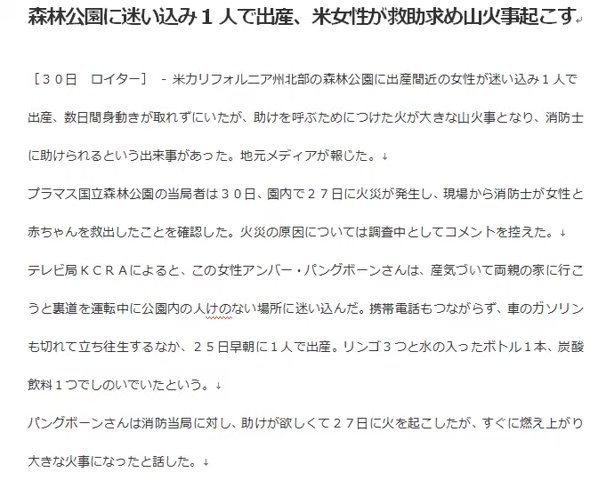 森林公園に迷い込み１人で出産、米女性が救助求め山火事起こす↲
［３０日　ロイター］ - 米カリフォルニア州北部の森林公園に出産間近の女性が迷い込み１人で
出産、数日間身動きが取れずにいたが、助けを呼ぶためにつけた火が大きな山火事となり、消防士
に助けられるという出来事があった。地元メディアが報じた。↓
プラマス国立森林公園の当局者は３０日、園内で２７日に火災が発生し、現場から消防士が女性と
赤ちゃんを救出したことを確認した。火災の原因については調査中としてコメントを控えた。↓
テレビ局ＫＣＲＡによると、この女性アンバー・パングボーンさんは、産気づいて両親の家に行こ
うと裏道を運転中に公園内の人けのない場所に迷い込んだ。携帯電話もつながらず、車のガソリン
も切れて立ち往生するなか、２５日早朝に１人で出産。リンゴ３つと水の入ったボトル１本、炭酸
飲料１つでしのいでいたという。↓
パングボーンさんは消防当局に対し、助けが欲しくて２７日に火を起こしたが、すぐに燃え上がり
大きな火事になったと話した。↓